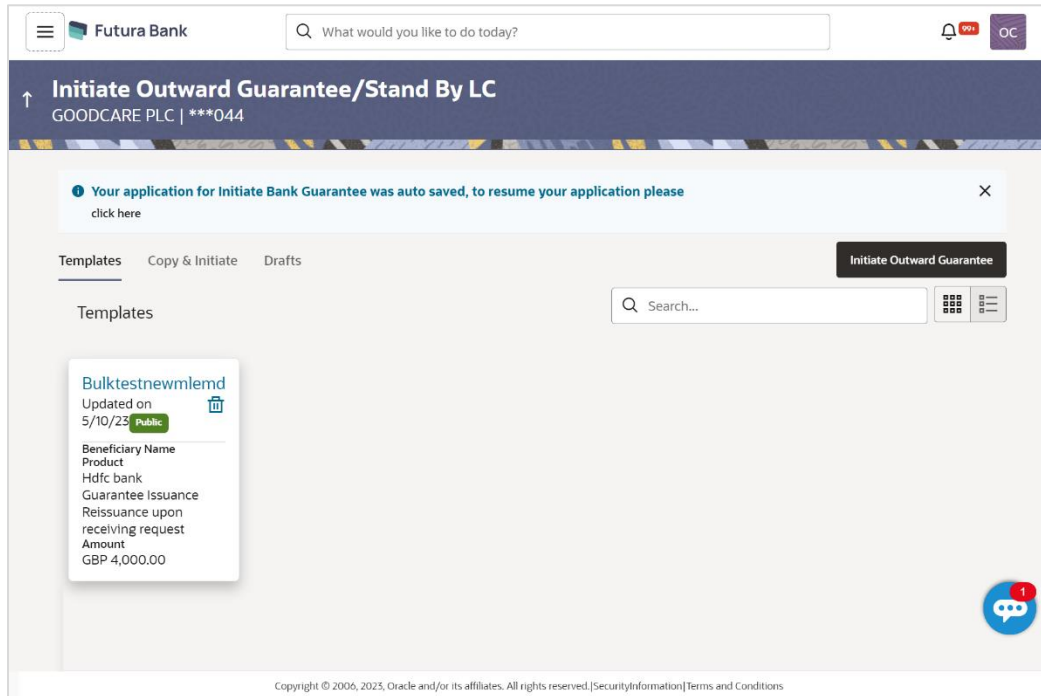 Futura Bank
What would you like to do today?
99+
OC
Initiate Outward Guarantee/Stand By LC
GOODCARE PLC | ***044
Your application for Initiate Bank Guarantee was auto saved, to resume your application please
click here
Templates Copy & Initiate Drafts
Initiate Outward Guarantee
Templates
Search...
Bulktestnewmlemd
Updated on
5/10/23 Public
Beneficiary Name
Product
Hdfc bank
Guarantee Issuance
Reissuance upon
receiving request
Amount
GBP 4,000.00
1
Copyright © 2006, 2023, Oracle and/or its affiliates. All rights reserved.|SecurityInformation|Terms and Conditions